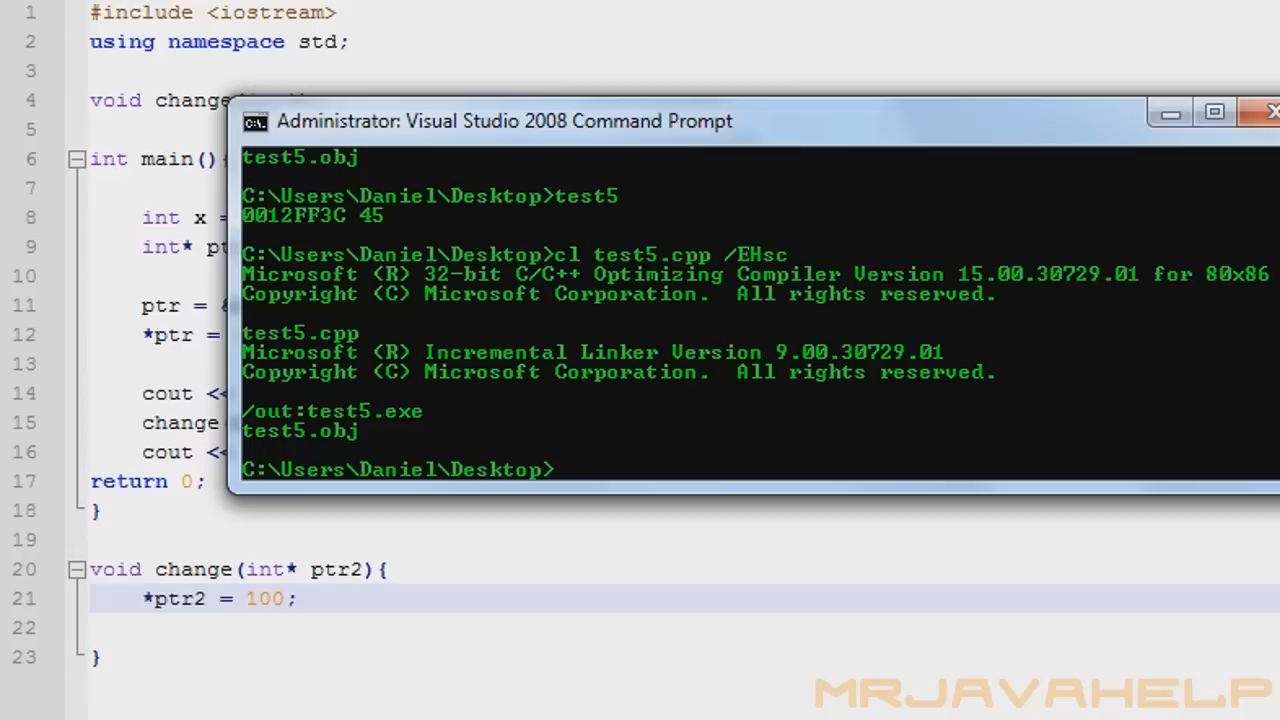 1 #include <iostream>
2 using namespace std;
3
4 void change
5
6 int main(){
7
8 int x =
9 int*
10
11 ptr =
12 *ptr =
13
14 cout <<
15 change
16 cout <<
17 return 0;
18 }
19
20 void change(int* ptr2){
21 *ptr2 = 100;
22
23 }
Administrator: Visual Studio 2008 Command Prompt
test5.obj
C:\Users\Daniel\Desktop>test5
0012FF3C 45
C:\Users\Daniel\Desktop>cl test5.cpp /EHsc
Microsoft (R) 32-bit C/C++ Optimizing Compiler Version 15.00.30729.01 for 80x86
Copyright (C) Microsoft Corporation.  All rights reserved.
test5.cpp
Microsoft (R) Incremental Linker Version 9.00.30729.01
Copyright (C) Microsoft Corporation.  All rights reserved.
/out:test5.exe
test5.obj
C:\Users\Daniel\Desktop>
MRJAVAHELP